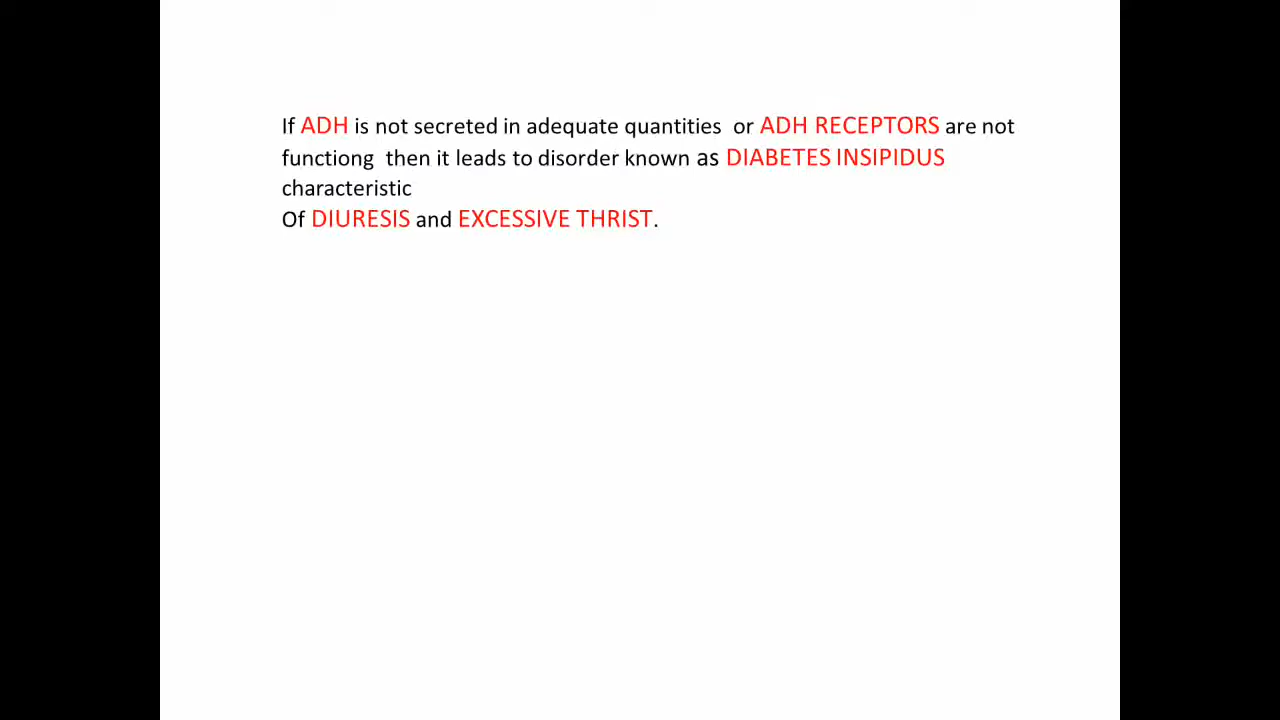 If ADH is not secreted in adequate quantities  or ADH RECEPTORS are not
functiong  then it leads to disorder known as DIABETES INSIPIDUS
characteristic
Of DIURESIS and EXCESSIVE THRIST.